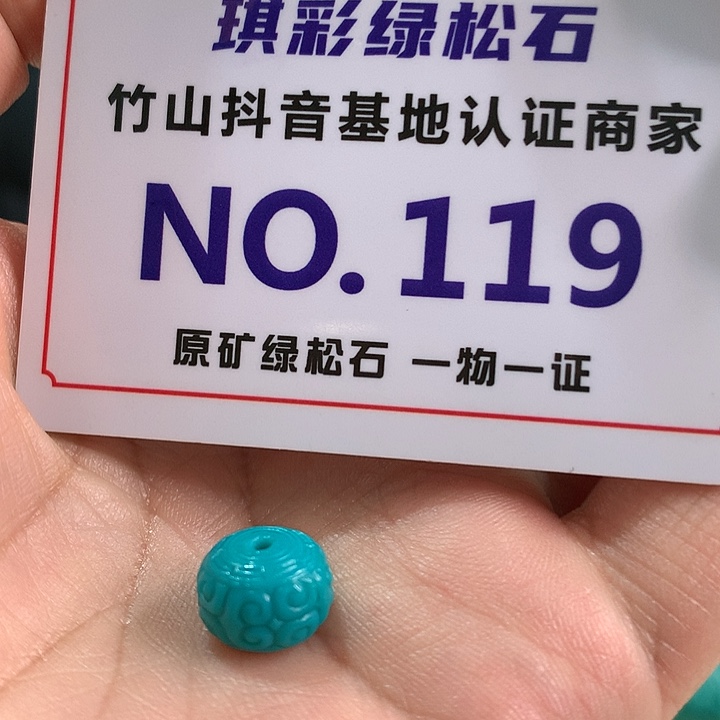 琪彩绿松石
竹山抖音基地认证商家
NO.119
原矿绿松石 一物一证